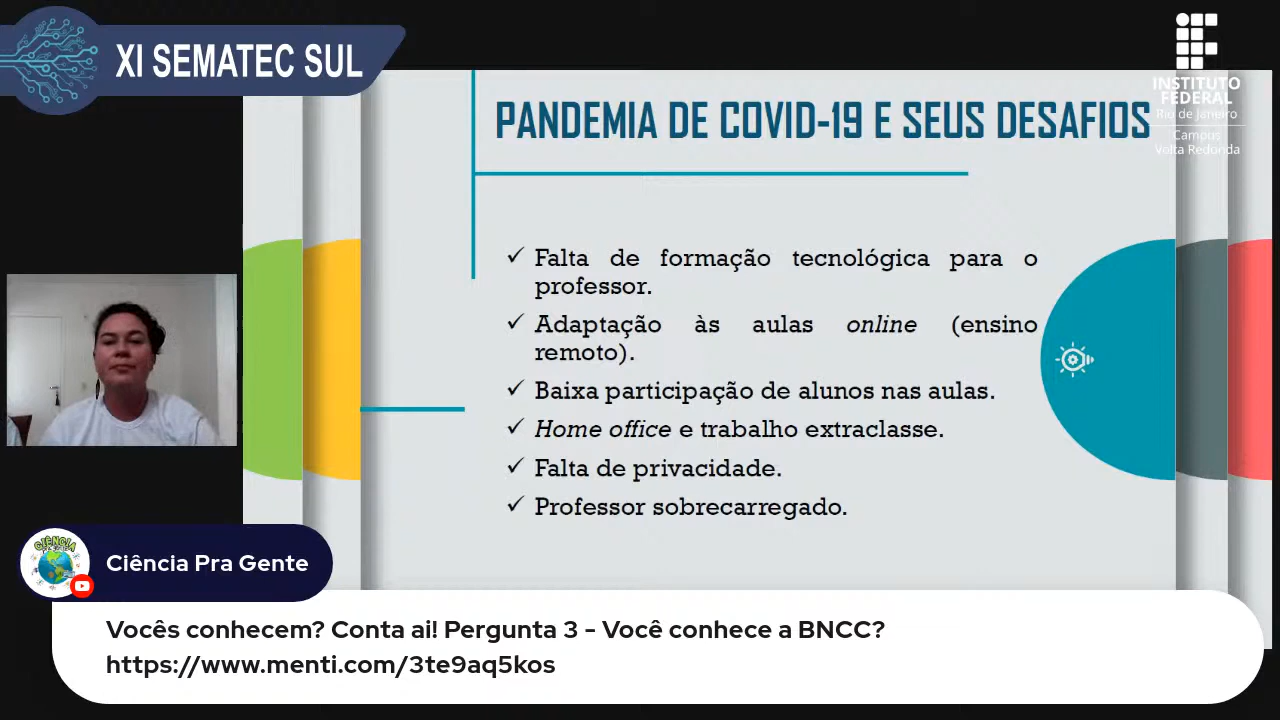 XI SEMATEC SUL
INSTITUTO
FEDERAL
Rio de Janeiro
Campus
Volta Redonda
PANDEMIA DE COVID-19 E SEUS DESAFIOS
✓ Falta de formação tecnológica para o
professor.
✓ Adaptação às aulas online (ensino
remoto).
✓ Baixa participação de alunos nas aulas.
✓ Home office e trabalho extraclasse.
✓ Falta de privacidade.
✓ Professor sobrecarregado.
CIÊNCIA
Ciência Pra Gente
Vocês conhecem? Conta ai! Pergunta 3 - Você conhece a BNCC?
https://www.menti.com/3te9aq5kos